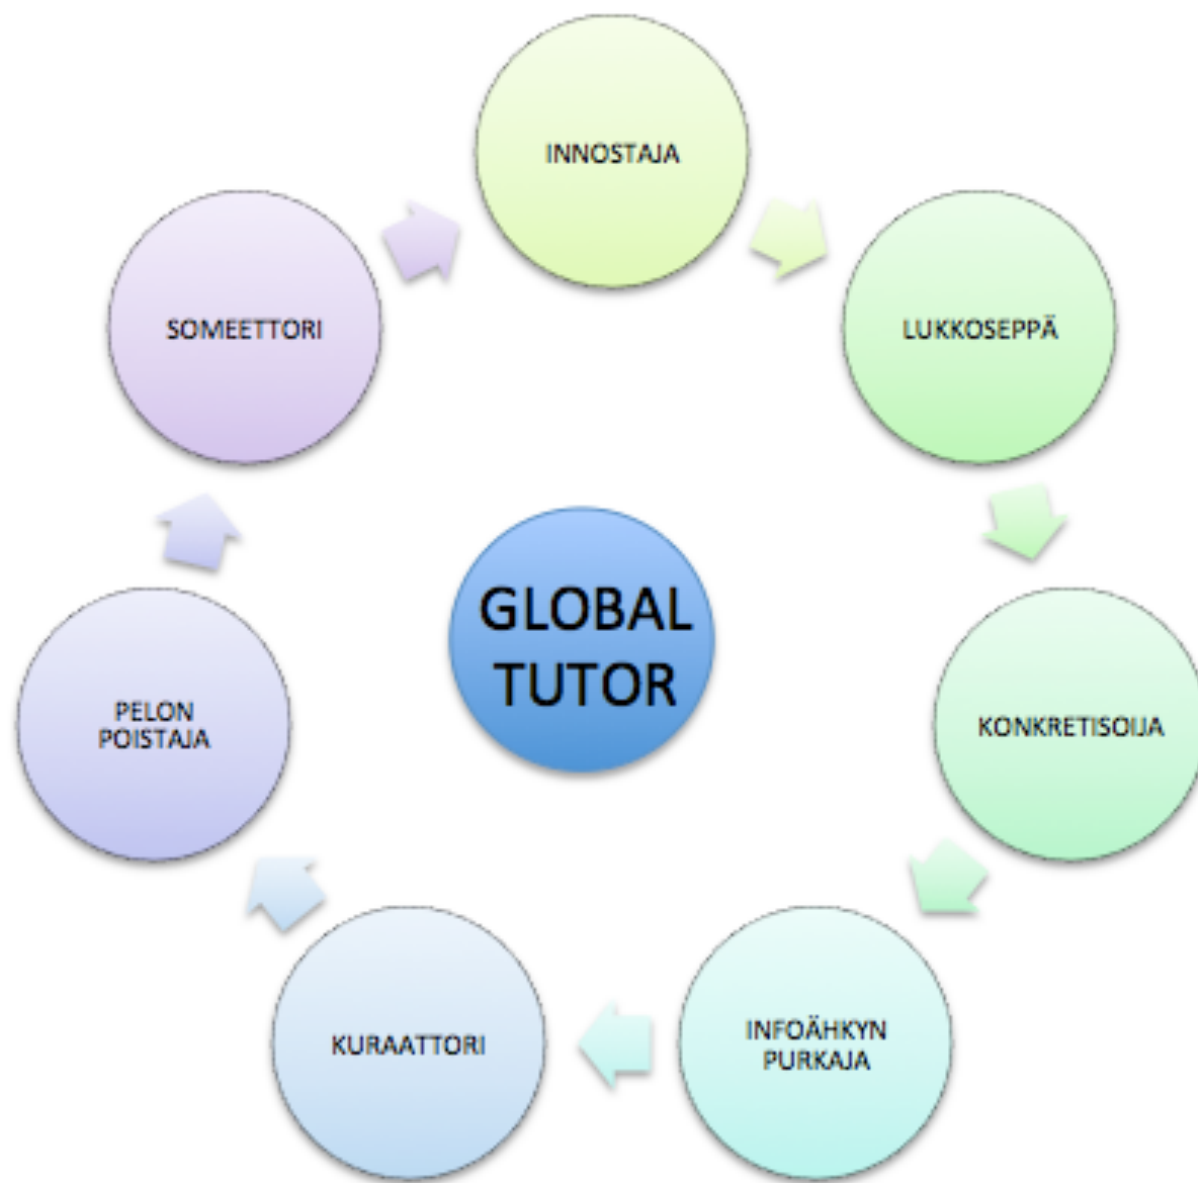 INNOSTAJA
LUKKOSEPPÄ
KONKRETISOIJA
INFOÄHKYN
PURKAJA
KURAATTORI
PELON
POISTAJA
SOMEETTORI
GLOBAL
TUTOR